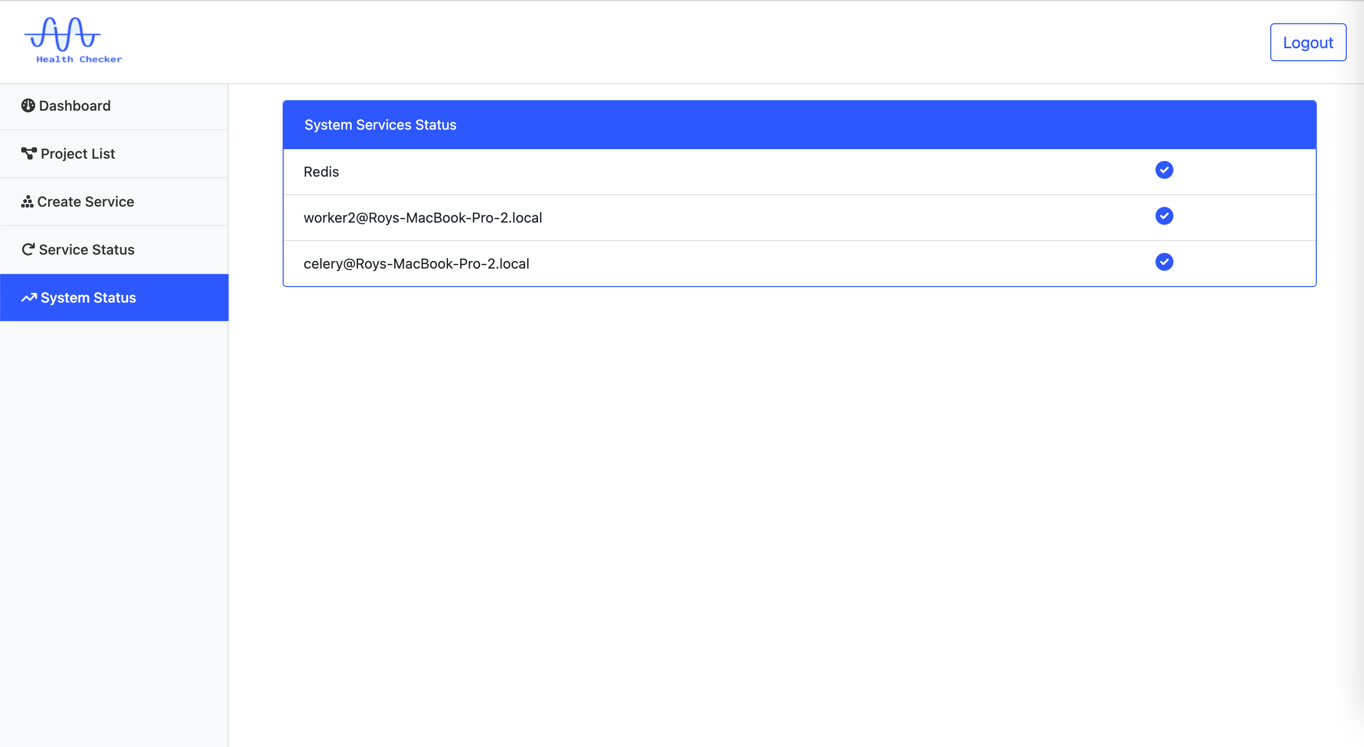 Health Checker
Logout
Dashboard
Project List
Create Service
Service Status
System Status
System Services Status
Redis
worker2@Roys-MacBook-Pro-2.local
celery@Roys-MacBook-Pro-2.local